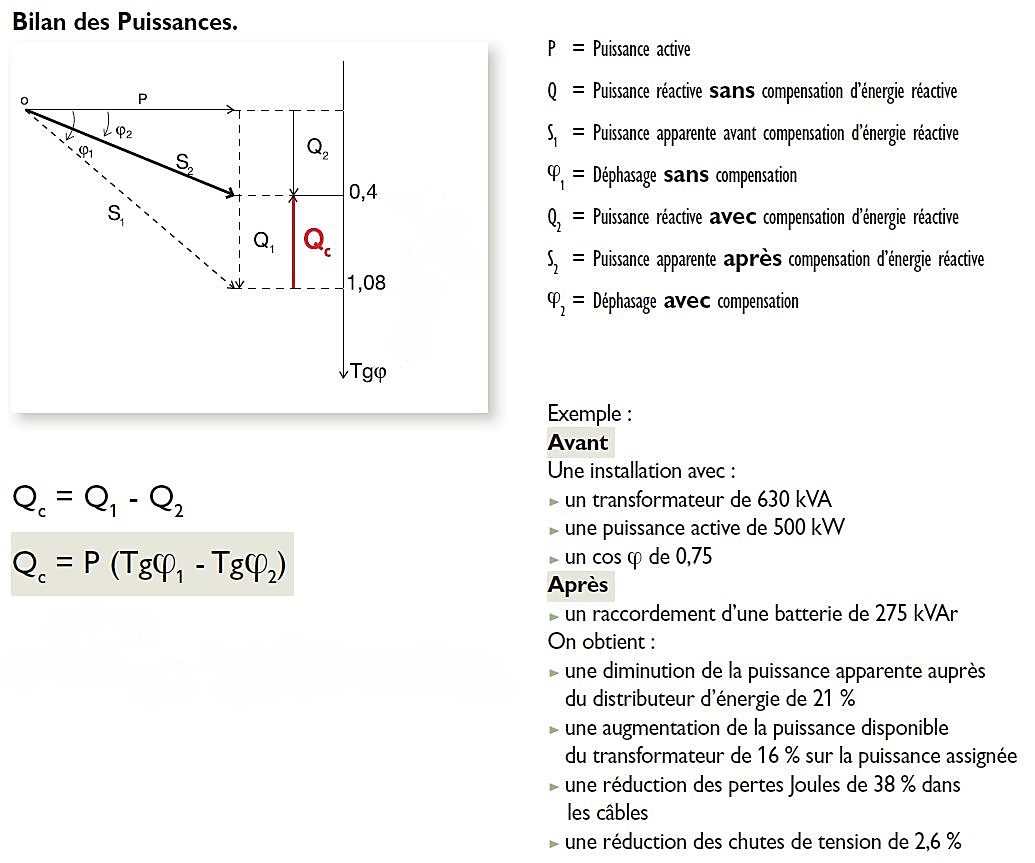 Bilan des Puissances.
o
P
φ₂
φ₁
S₂
Q₂
0,4
S₁
Q₁
Qc
1,08
Tgφ
Qc = Q₁ - Q₂
Qc = P (Tgφ₁ - Tgφ₂)
P = Puissance active
Q = Puissance réactive sans compensation d'énergie réactive
S₁ = Puissance apparente avant compensation d'énergie réactive
φ₁ = Déphasage sans compensation
Q₂ = Puissance réactive avec compensation d'énergie réactive
S₂ = Puissance apparente après compensation d'énergie réactive
φ₂ = Déphasage avec compensation
Exemple :
Avant
Une installation avec :
► un transformateur de 630 kVA
► une puissance active de 500 kW
► un cos φ de 0,75
Après
► un raccordement d'une batterie de 275 kVAr
On obtient :
► une diminution de la puissance apparente auprès
du distributeur d'énergie de 21 %
► une augmentation de la puissance disponible
du transformateur de 16 % sur la puissance assignée
► une réduction des pertes Joules de 38 % dans
les câbles
► une réduction des chutes de tension de 2,6 %